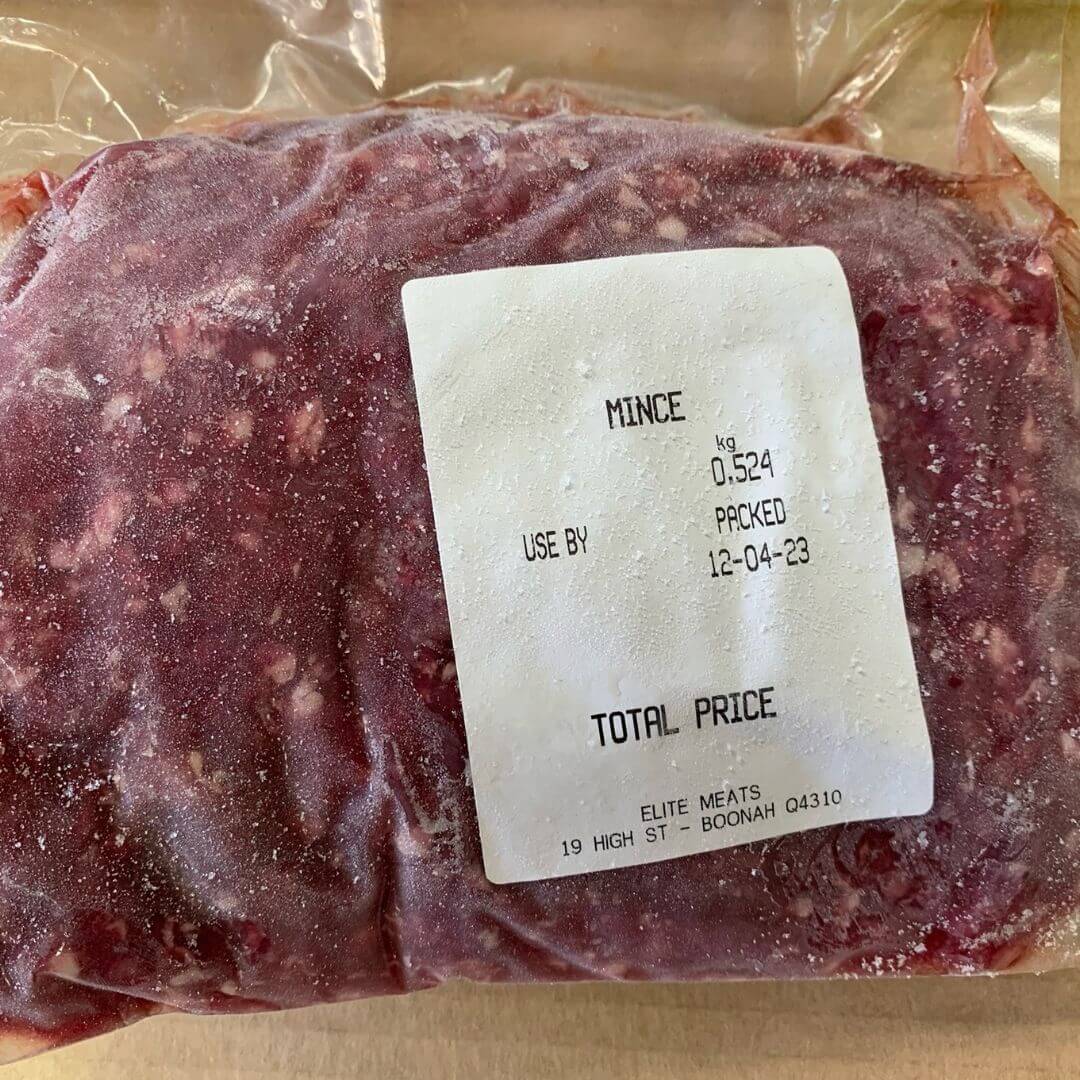 MINCE
kg
0.524
USE BY
PACKED
12-04-23
TOTAL PRICE
ELITE MEATS
19 HIGH ST - BOONAH Q4310